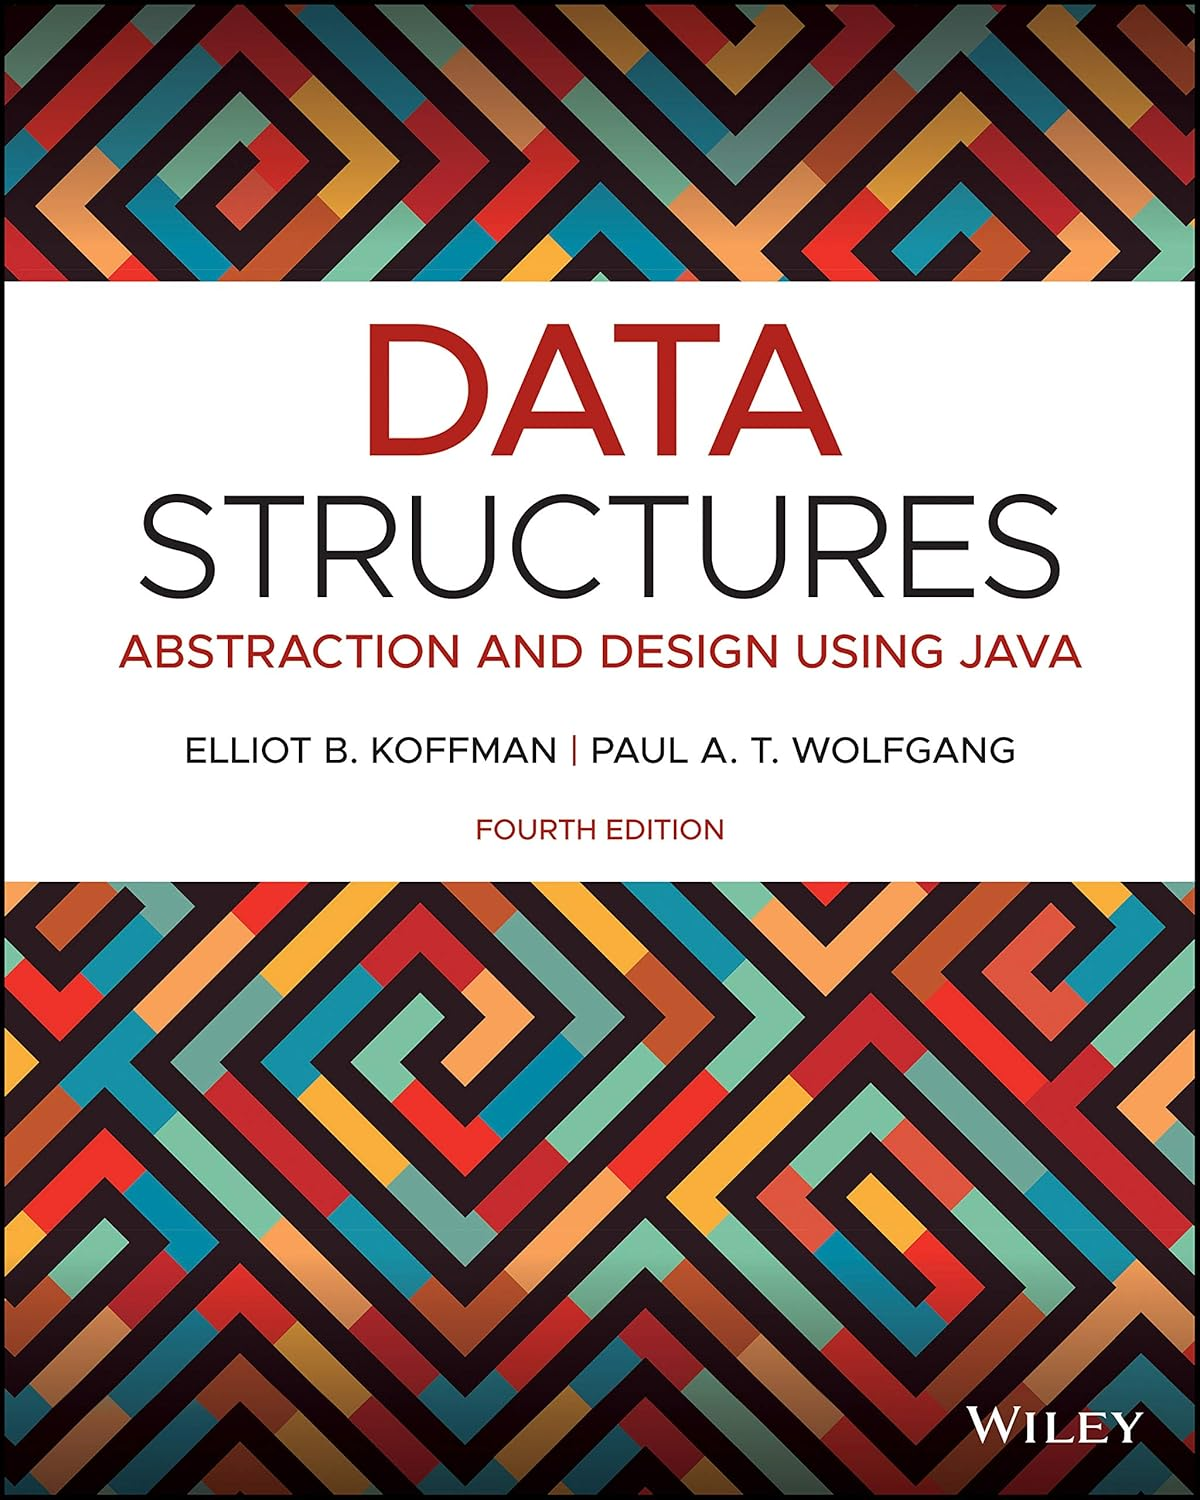 DATA
STRUCTURES
ABSTRACTION AND DESIGN USING JAVA
ELLIOT B. KOFFMAN | PAUL A. T. WOLFGANG
FOURTH EDITION
WILEY